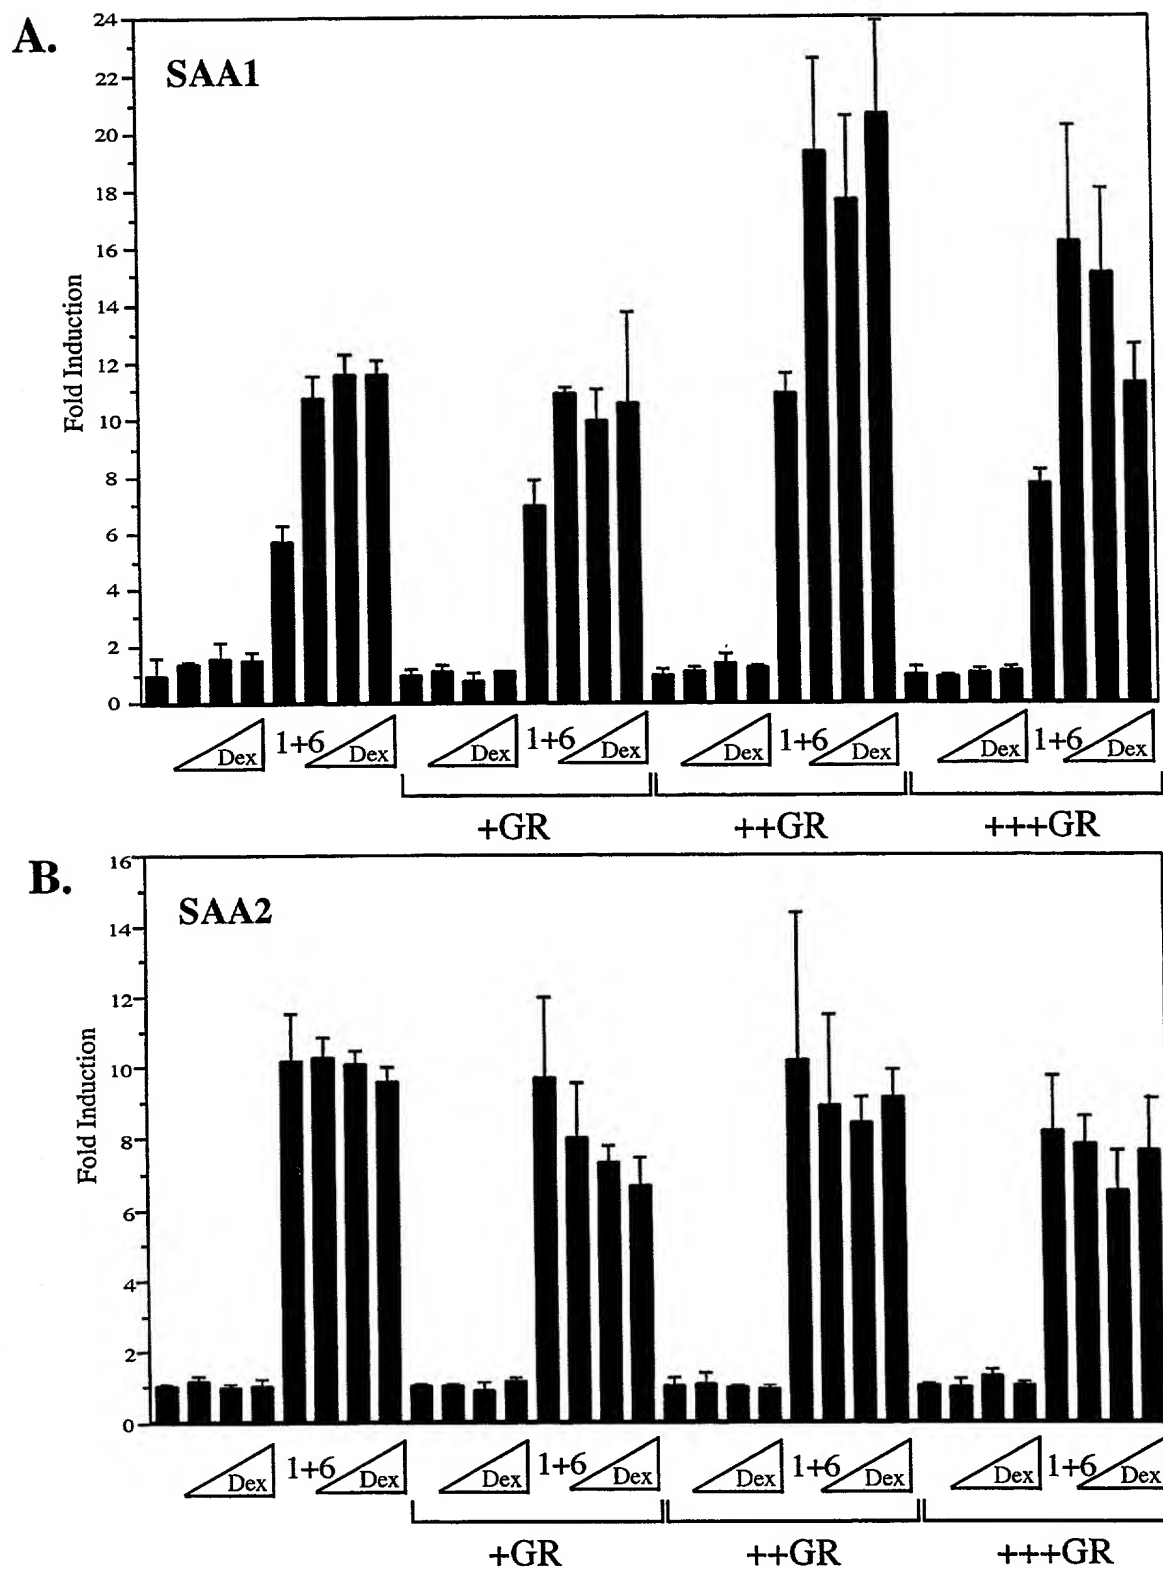 A.
SAA1
Fold Induction
24
22
20
18
16
14
12
10
8
6
4
2
0
Dex 1+6 Dex Dex 1+6 Dex Dex 1+6 Dex Dex 1+6 Dex
+GR ++GR +++GR
B.
SAA2
Fold Induction
16
14
12
10
8
6
4
2
0
Dex 1+6 Dex Dex 1+6 Dex Dex 1+6 Dex Dex 1+6 Dex
+GR ++GR +++GR